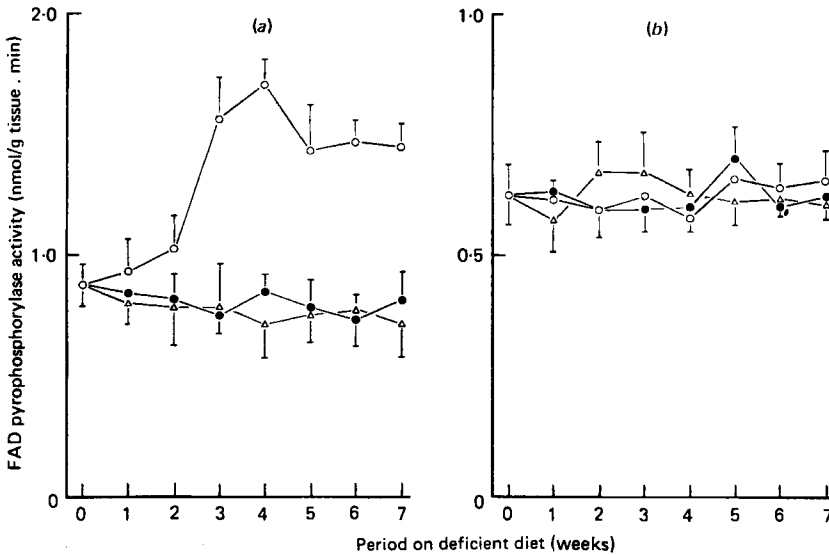 (a)
(b)
FAD pyrophosphorylase activity (nmol/g tissue . min)
2·0
1·0
0
1·0
0·5
0
0 1 2 3 4 5 6 7
0 1 2 3 4 5 6 7
Period on deficient diet (weeks)